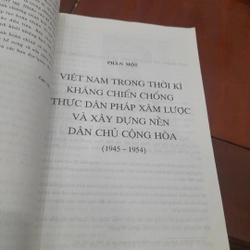 PHẦN MỘT
VIỆT NAM TRONG THỜI KÌ
KHÁNG CHIẾN CHỐNG
THỰC DÂN PHÁP XÂM LƯỢC
VÀ XÂY DỰNG NỀN
DÂN CHỦ CỘNG HÒA
(1945 - 1954)